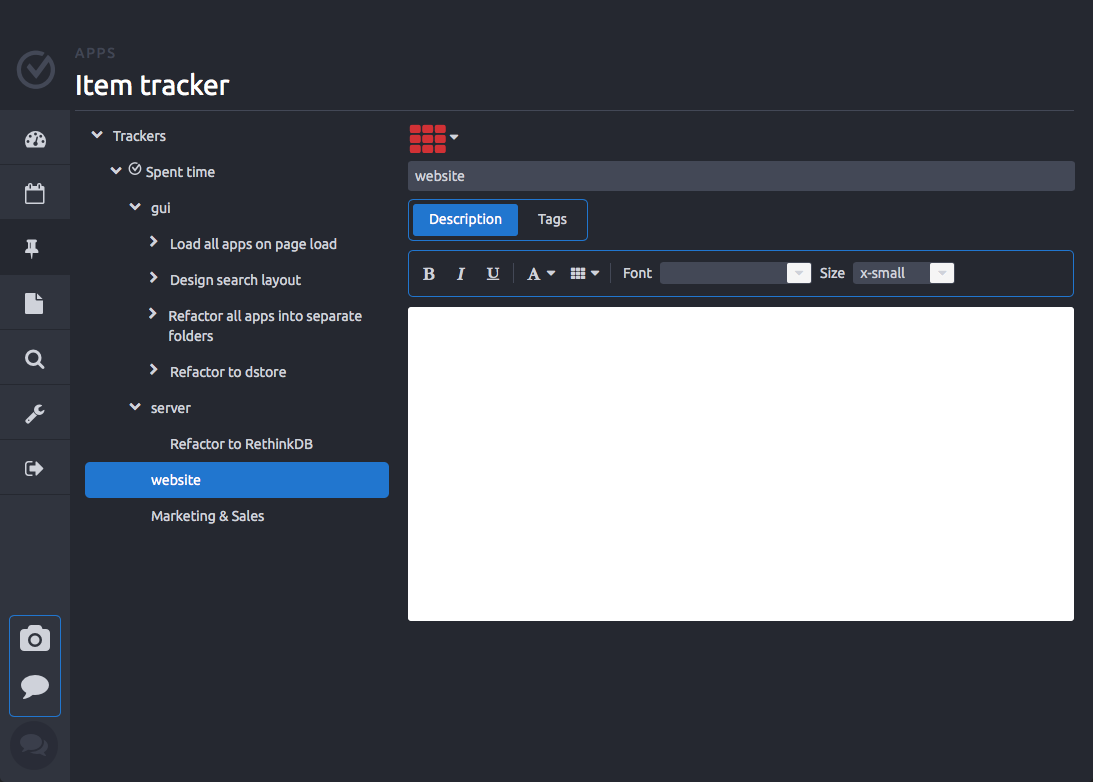 APPS
Item tracker
Trackers
Spent time
gui
Load all apps on page load
Design search layout
Refactor all apps into separate
folders
Refactor to dstore
server
Refactor to RethinkDB
website
Marketing & Sales
website
Description Tags
B I U A Font Size x-small